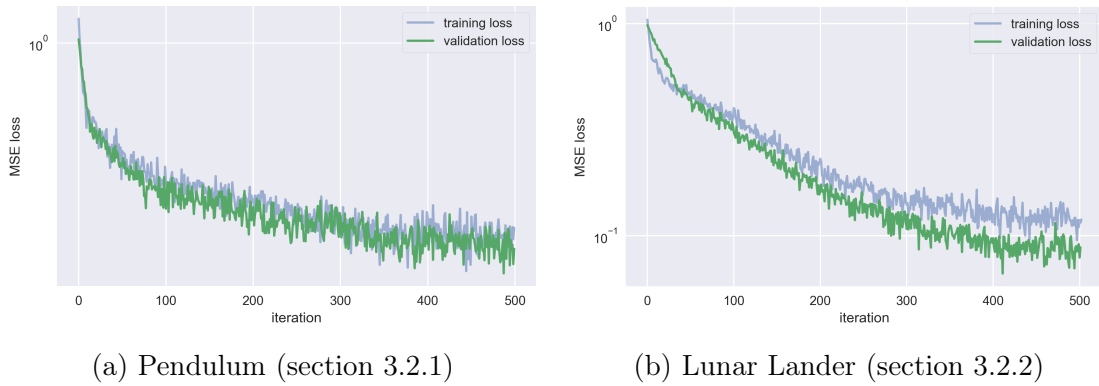 training loss
validation loss
10^0
MSE loss
0 100 200 300 400 500
iteration
(a) Pendulum (section 3.2.1)
10^0
training loss
validation loss
MSE loss
10^−1
0 100 200 300 400 500
iteration
(b) Lunar Lander (section 3.2.2)